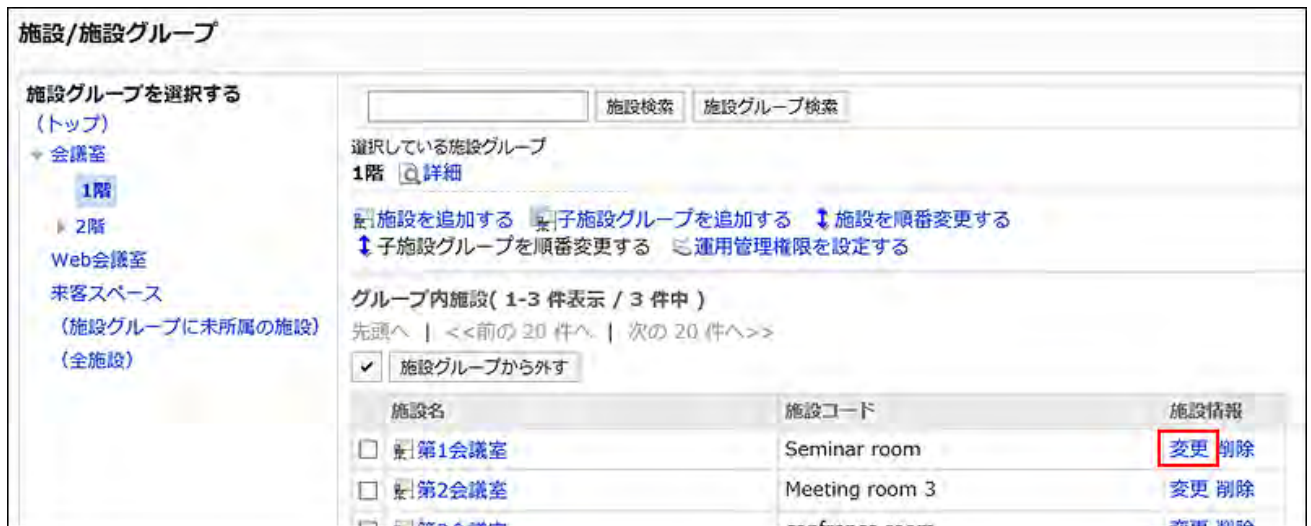 施設/施設グループ
施設グループを選択する
(トップ)
会議室
1階
2階
Web会議室
来客スペース
(施設グループに未所属の施設)
(全施設)
施設検索 施設グループ検索
選択している施設グループ
1階 詳細
施設を追加する 子施設グループを追加する 施設を順番変更する
子施設グループを順番変更する 運用管理権限を設定する
グループ内施設( 1-3 件表示 / 3 件中 )
先頭へ | <<前の 20 件へ | 次の 20 件へ>>
施設グループから外す
施設名 施設コード 施設情報
第1会議室 Seminar room 変更 削除
第2会議室 Meeting room 3 変更 削除